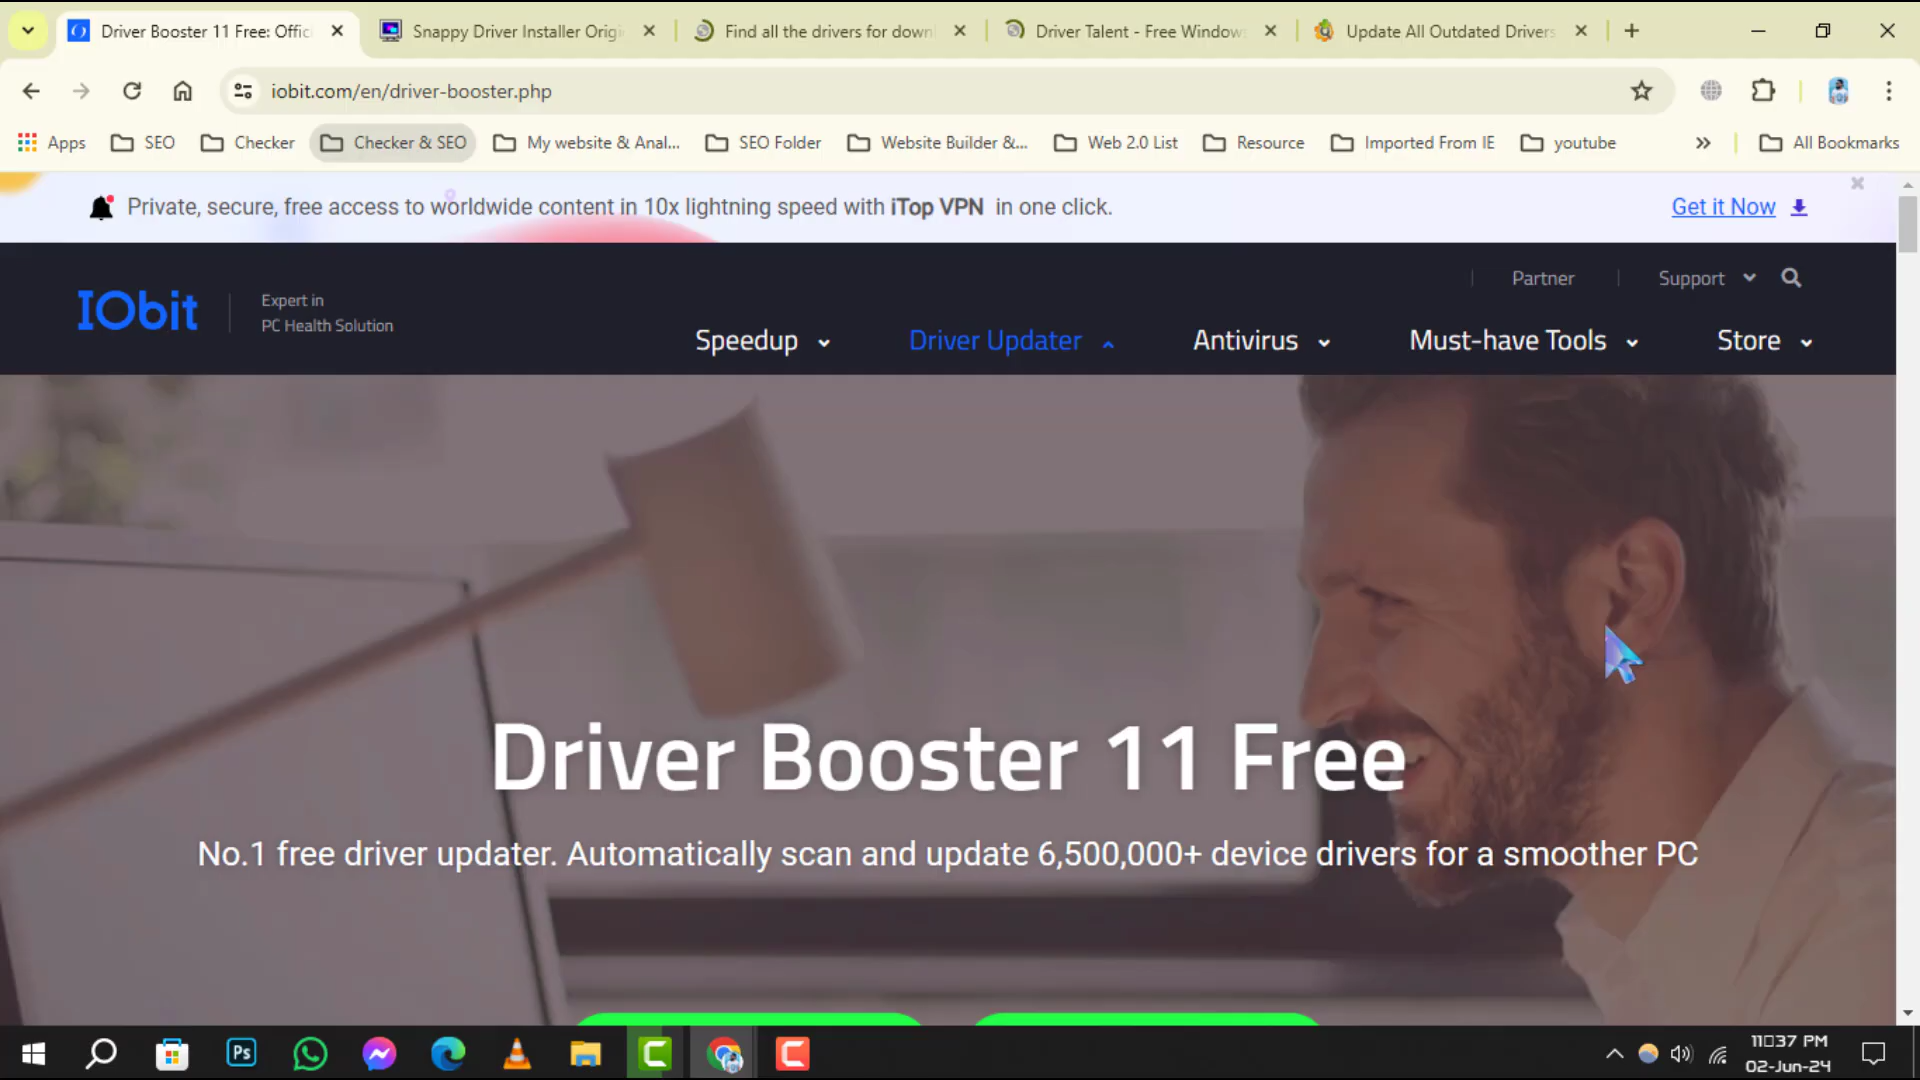 Driver Booster 11 Free: Offic
Snappy Driver Installer Origi
Find all the drivers for down
Driver Talent - Free Windows
Update All Outdated Drivers
iobit.com/en/driver-booster.php
Apps
SEO
Checker
Checker & SEO
My website & Anal...
SEO Folder
Website Builder &...
Web 2.0 List
Resource
Imported From IE
youtube
All Bookmarks
Private, secure, free access to worldwide content in 10x lightning speed with iTop VPN in one click.
Get it Now
Partner
Support
IObit
Expert in
PC Health Solution
Speedup
Driver Updater
Antivirus
Must-have Tools
Store
Driver Booster 11 Free
No.1 free driver updater. Automatically scan and update 6,500,000+ device drivers for a smoother PC
Ps
11□37 PM
02-Jun-24